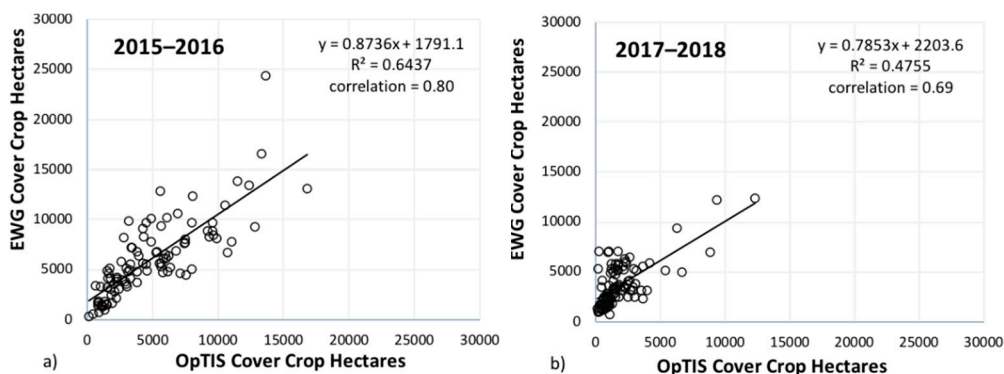 EWG Cover Crop Hectares
30000
25000
20000
15000
10000
5000
0
2015–2016
y = 0.8736x + 1791.1
R² = 0.6437
correlation = 0.80
0 5000 10000 15000 20000 25000 30000
a)
OpTIS Cover Crop Hectares
EWG Cover Crop Hectares
30000
25000
20000
15000
10000
5000
0
2017–2018
y = 0.7853x + 2203.6
R² = 0.4755
correlation = 0.69
0 5000 10000 15000 20000 25000 30000
b)
OpTIS Cover Crop Hectares